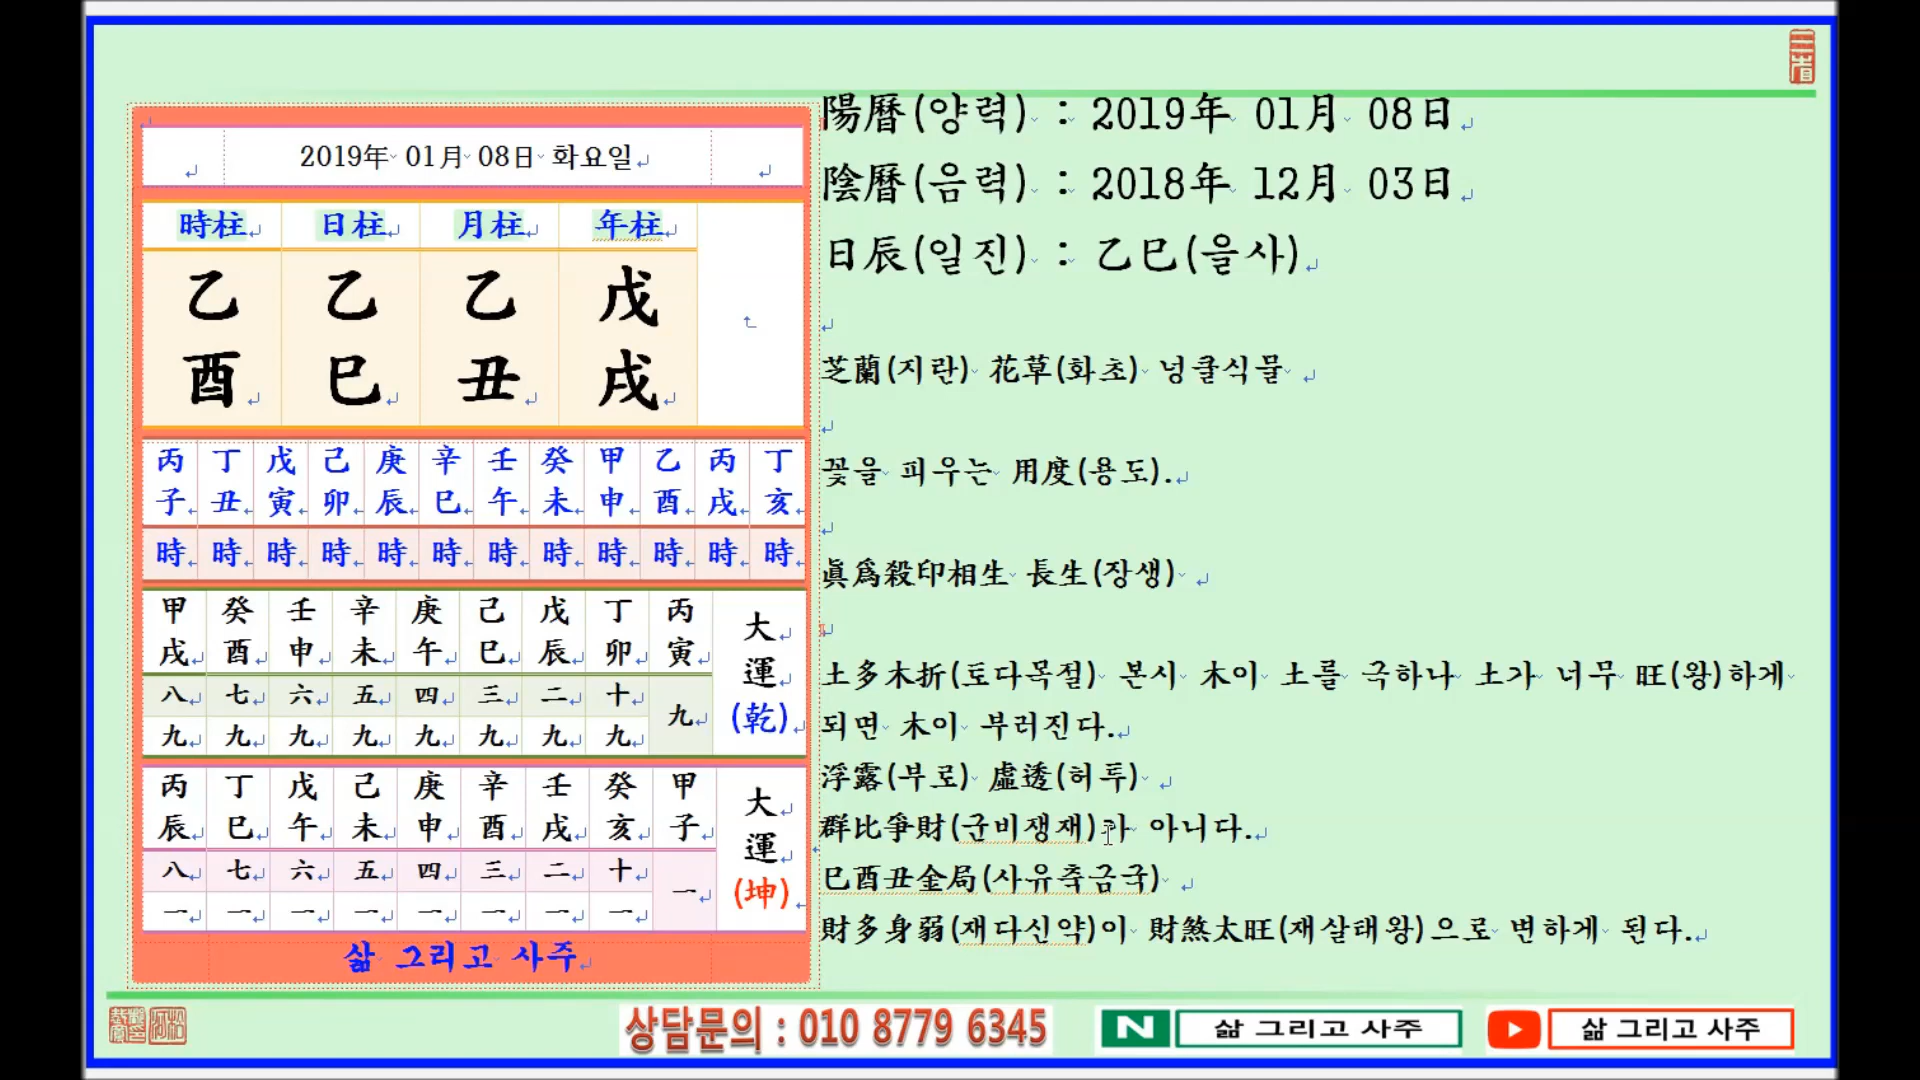 2019年 01月 08日 화요일
時柱 日柱 月柱 年柱
乙 乙 乙 戊
酉 巳 丑 戌
丙 丁 戊 己 庚 辛 壬 癸 甲 乙 丙 丁
子 丑 寅 卯 辰 巳 午 未 申 酉 戌 亥
時 時 時 時 時 時 時 時 時 時 時 時
甲 癸 壬 辛 庚 己 戊 丁 丙
戌 酉 申 未 午 巳 辰 卯 寅
八 七 六 五 四 三 二 十
九 九 九 九 九 九 九 九 九
大運(乾)
丙 丁 戊 己 庚 辛 壬 癸 甲
辰 巳 午 未 申 酉 戌 亥 子
八 七 六 五 四 三 二 十
一 一 一 一 一 一 一 一 一
大運(坤)
삶 그리고 사주
陽曆(양력) : 2019年 01月 08日
陰曆(음력) : 2018年 12月 03日
日辰(일진) : 乙巳(을사)
芝蘭(지란) 花草(화초) 넝쿨식물
꽃을 피우는 用度(용도).
眞爲殺印相生 長生(장생)
土多木折(토다목절) 본시 木이 土를 극하나 土가 너무 旺(왕)하게
되면 木이 부러진다.
浮露(부로) 虛透(허투)
群比爭財(군비쟁재)가 아니다.
巳酉丑金局(사유축금국)
財多身弱(재다신약)이 財煞太旺(재살태왕)으로 변하게 된다.
상담문의 : 010 8779 6345
N 삶 그리고 사주
삶 그리고 사주